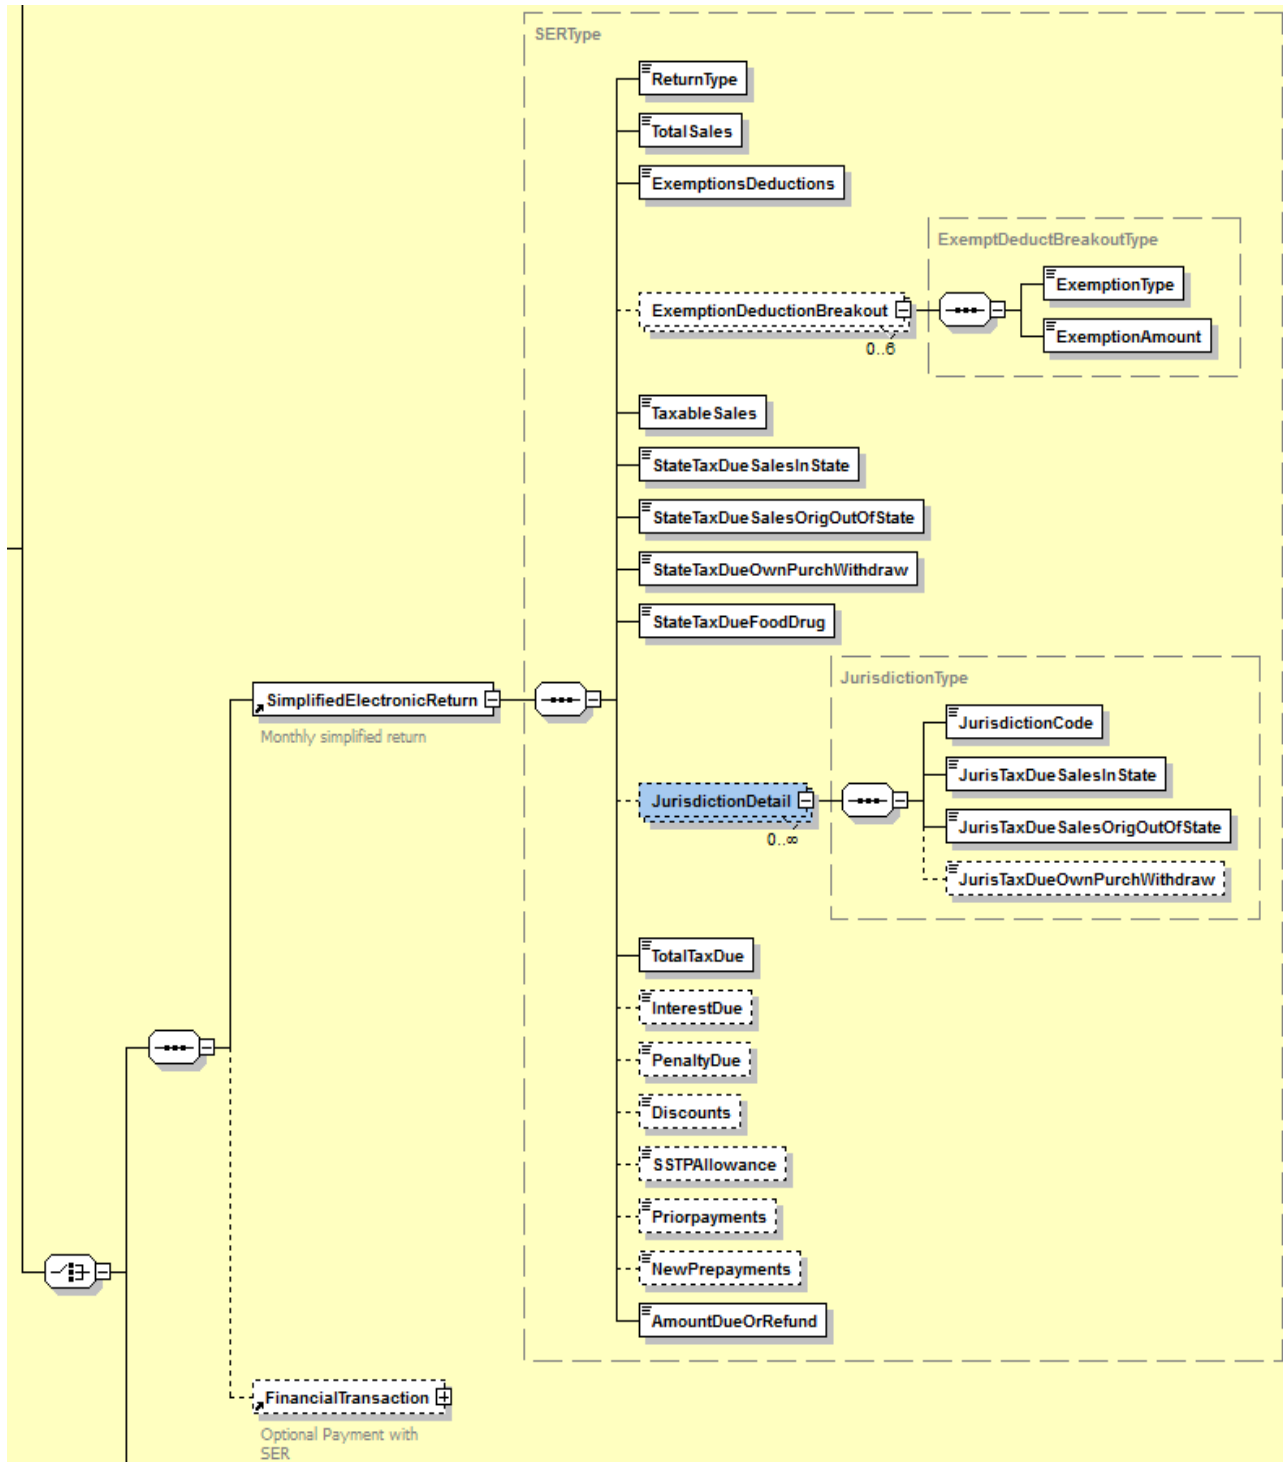 SERType
ReturnType
TotalSales
ExemptionsDeductions
ExemptDeductBreakoutType
ExemptionType
ExemptionDeductionBreakout
ExemptionAmount
0..6
TaxableSales
StateTaxDueSalesInState
StateTaxDueSalesOrigOutOfState
StateTaxDueOwnPurchWithdraw
StateTaxDueFoodDrug
JurisdictionType
SimplifiedElectronicReturn
Monthly simplified return
JurisdictionCode
JurisTaxDueSalesInState
JurisdictionDetail
0..∞
JurisTaxDueSalesOrigOutOfState
JurisTaxDueOwnPurchWithdraw
TotalTaxDue
InterestDue
PenaltyDue
Discounts
SSTPAllowance
Priorpayments
NewPrepayments
AmountDueOrRefund
FinancialTransaction
Optional Payment with
SER